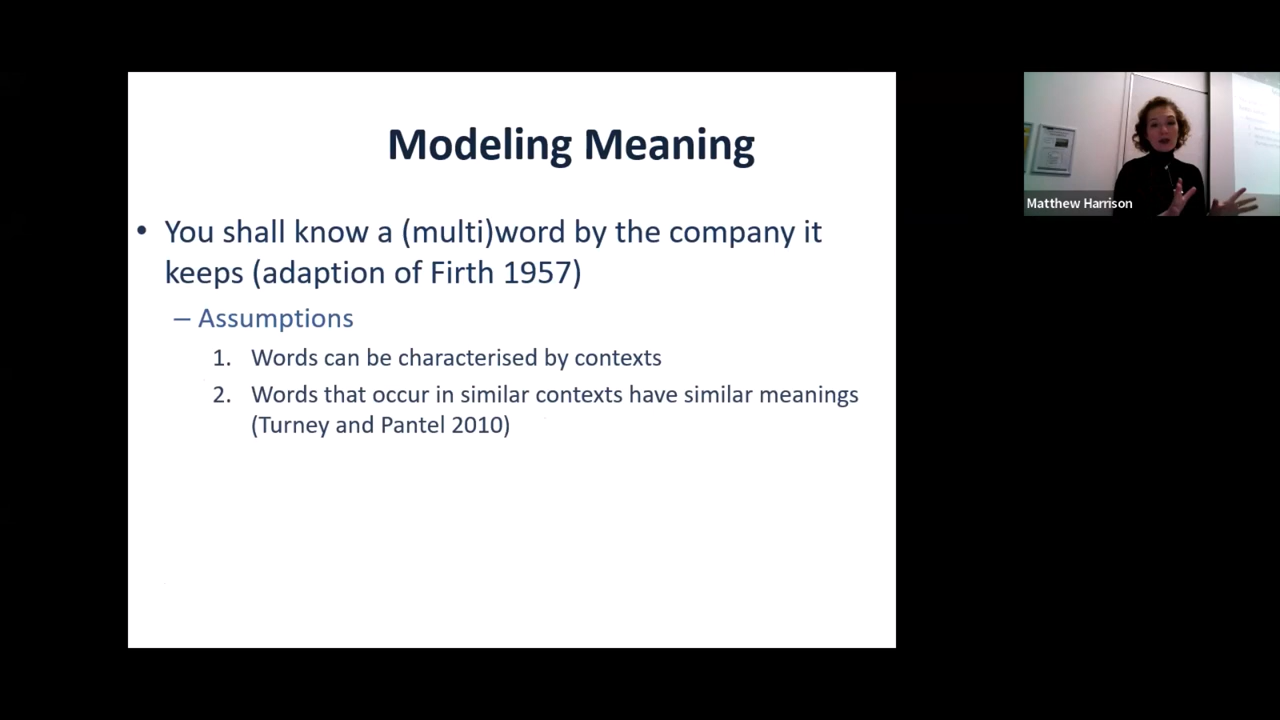 Modeling Meaning
• You shall know a (multi)word by the company it
keeps (adaption of Firth 1957)
– Assumptions
1. Words can be characterised by contexts
2. Words that occur in similar contexts have similar meanings
(Turney and Pantel 2010)
Matthew Harrison